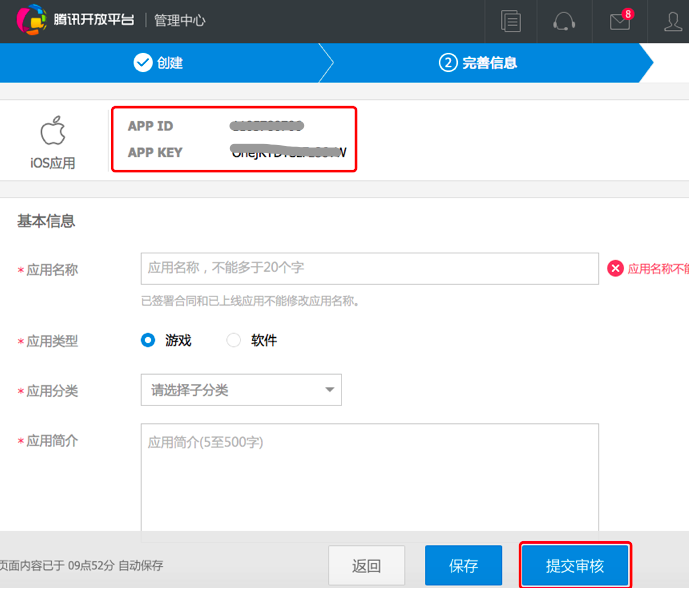 腾讯开放平台 管理中心
8
创建
2 完善信息
iOS应用
APP ID
APP KEY
基本信息
* 应用名称
应用名称，不能多于20个字
应用名称不能
已签署合同和已上线应用不能修改应用名称。
* 应用类型
游戏
软件
* 应用分类
请选择子分类
* 应用简介
应用简介(5至500字)
页面内容已于 09点52分 自动保存
返回
保存
提交审核